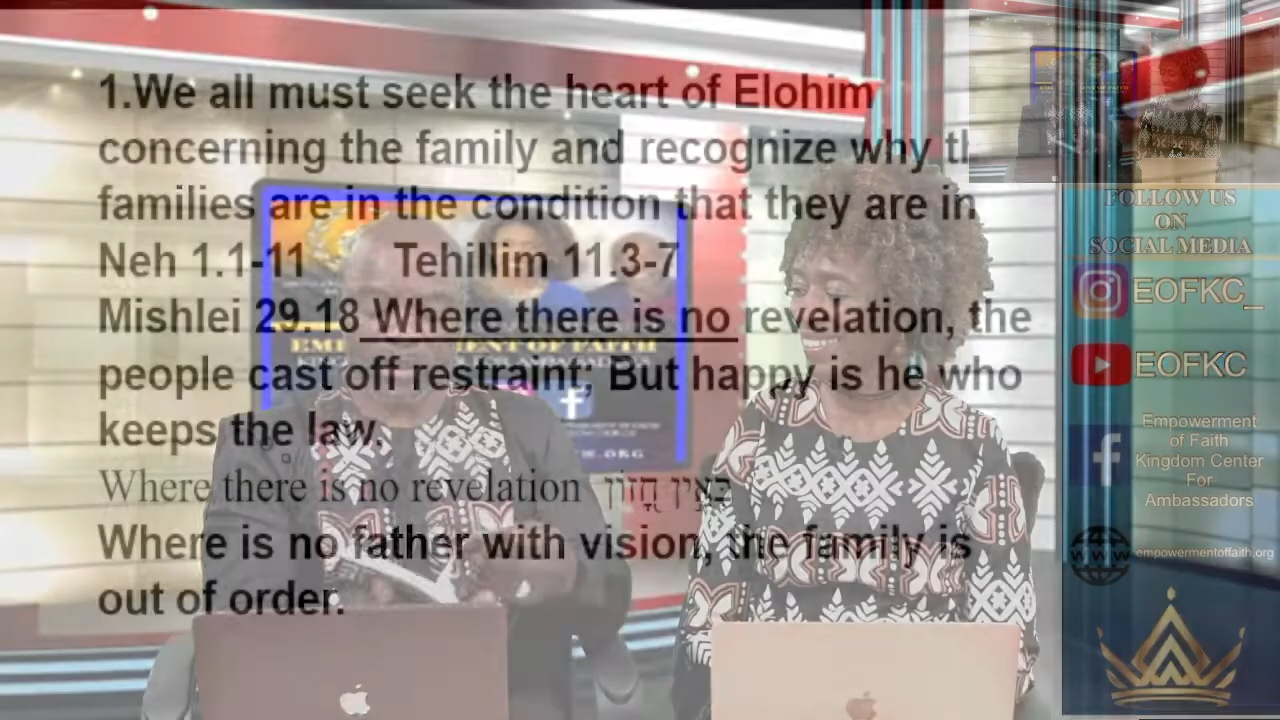 1.We all must seek the heart of Elohim
concerning the family and recognize why
families are in the condition that they are in.
Neh 1.1-11 Tehillim 11.3-7
Mishlei 29.18 Where there is no revelation, the
people cast off restraint; But happy is he who
keeps the law.
Where there is no revelation בְּאֵין חָזוֹן
Where is no father with vision, the family is
out of order.
FOLLOW US
ON
SOCIAL MEDIA
EOFKC_
EOFKC
Empowerment
of Faith
Kingdom Center
For
Ambassadors
www
empowermentoffaith.org